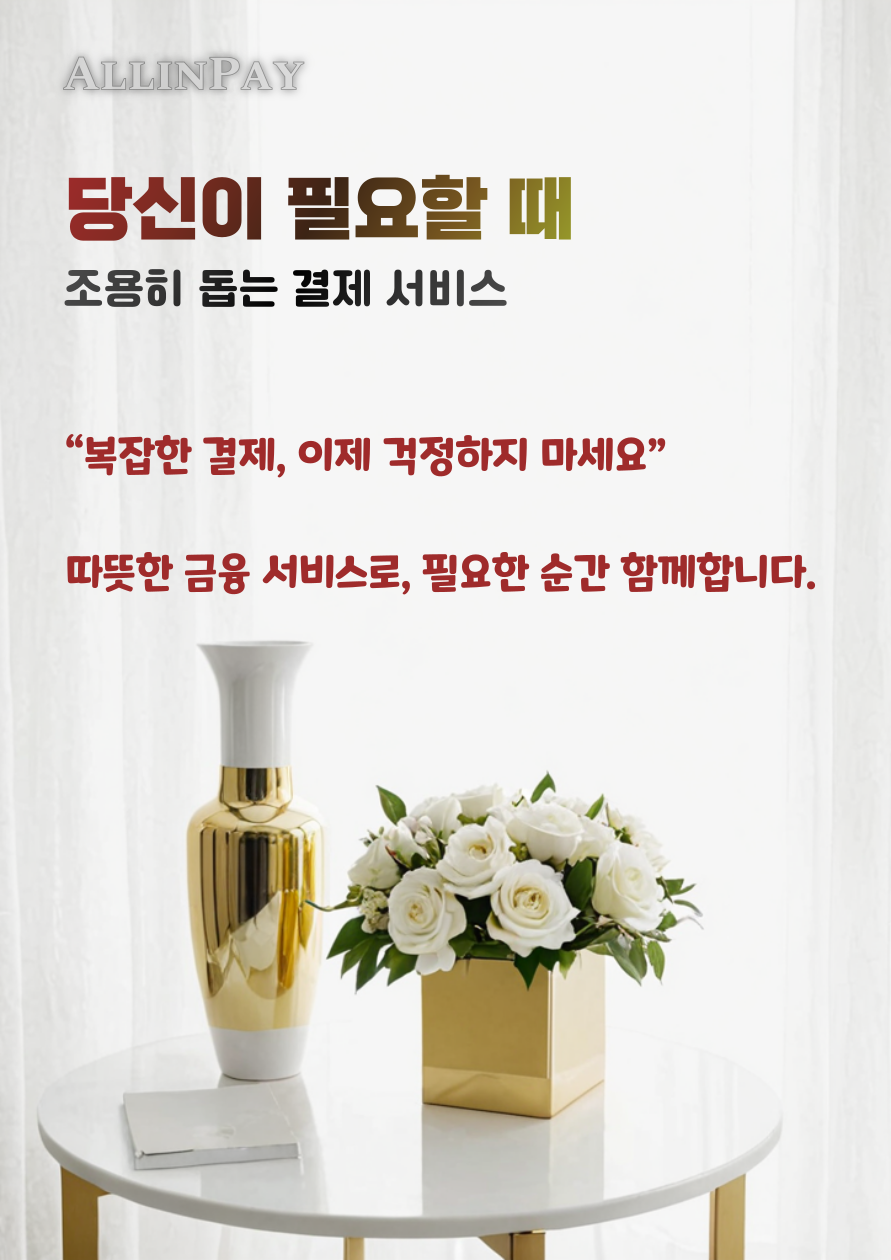 ALLINPAY
당신이 필요할 때
조용히 돕는 결제 서비스
“복잡한 결제, 이제 걱정하지 마세요”
따뜻한 금융 서비스로, 필요한 순간 함께합니다.